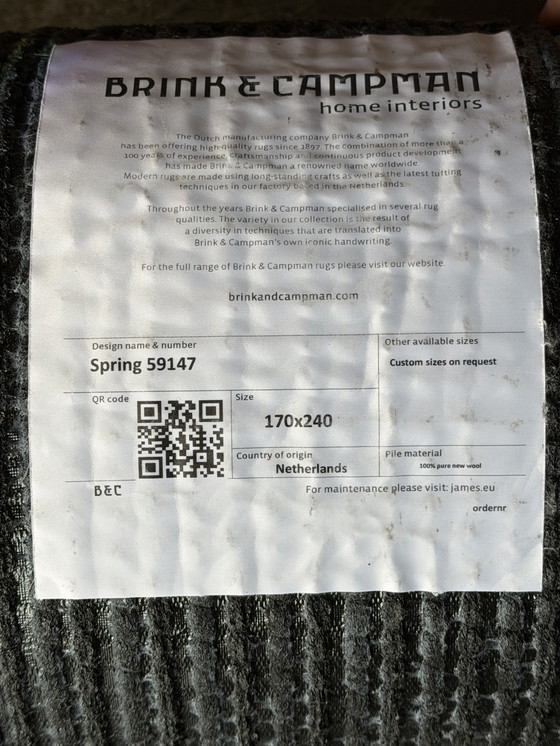 BRINK & CAMPMAN
home interiors
The Dutch manufacturing company Brink & Campman
has been offering high-quality rugs since 1897. The combination of more than a
100 years of experience, craftsmanship and continuous product development
has made Brink & Campman a renowned name worldwide.
Modern rugs are made using long-standing crafts as well as the latest tufting
techniques in our factory based in the Netherlands.
Throughout the years Brink & Campman specialised in several rug
qualities. The variety in our collection is the result of
a diversity in techniques that are translated into
Brink & Campman's own iconic handwriting.
For the full range of Brink & Campman rugs please visit our website.
brinkandcampman.com
Design name & number
Spring 59147
Other available sizes
Custom sizes on request
QR code
Size
170x240
Country of origin
Netherlands
Pile material
100% pure new wool
B&C
For maintenance please visit: james.eu
ordernr